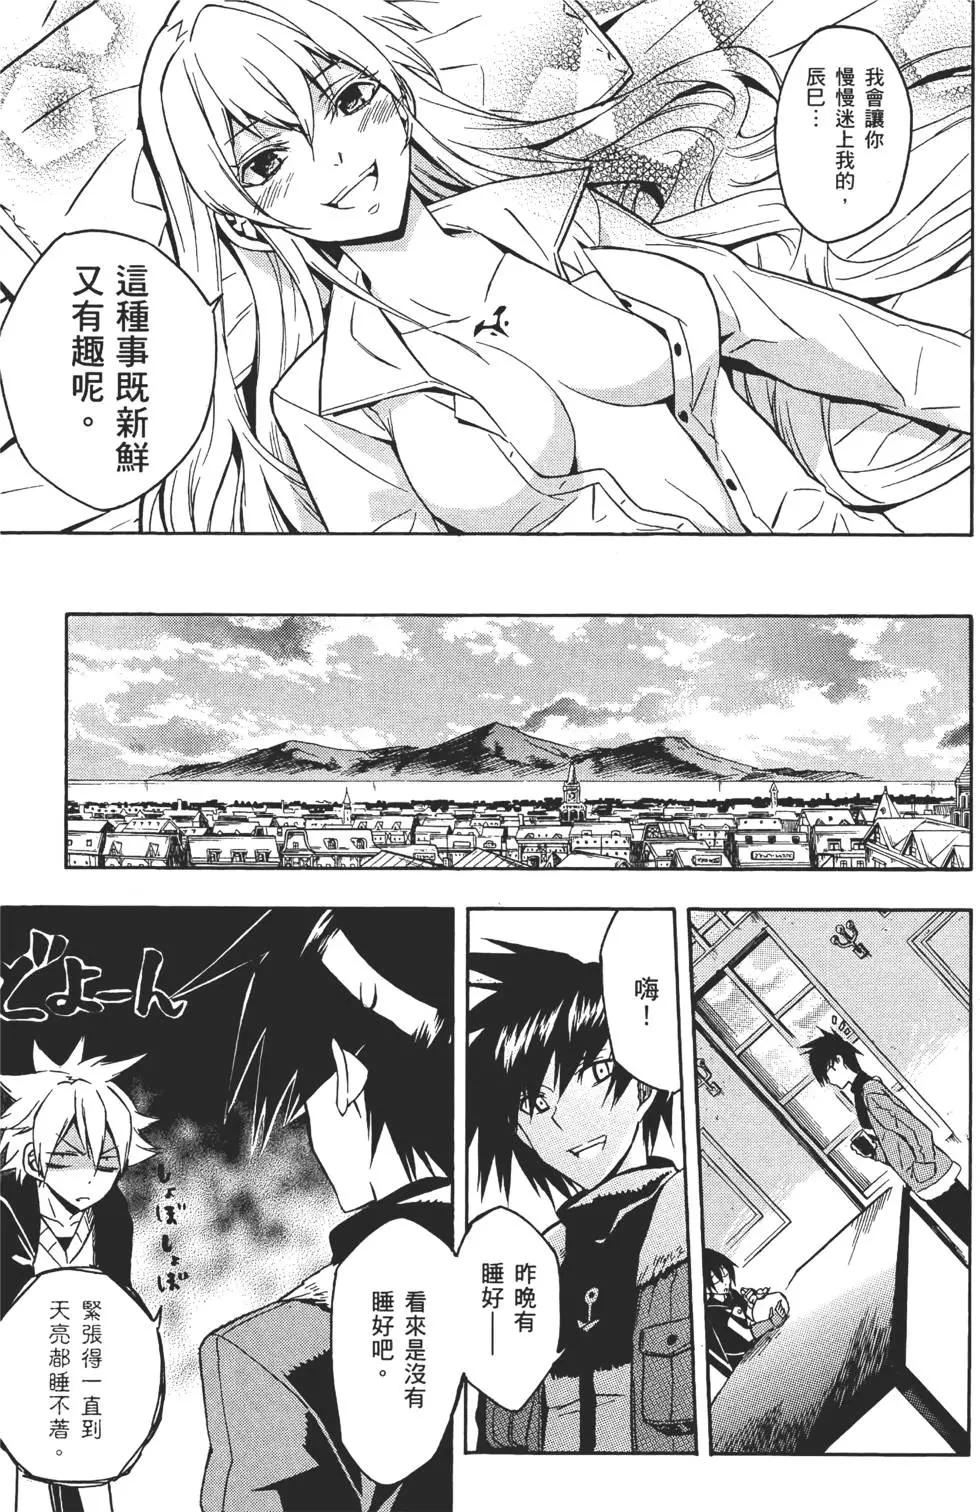 我會讓你
慢慢迷上我的，
辰巳…
這種事既新鮮
又有趣呢。
嗨！
昨晚有
睡好——
看來是沒有
睡好吧。
どよーん
しょぼしょぼ
緊張得一直到
天亮都睡不著。